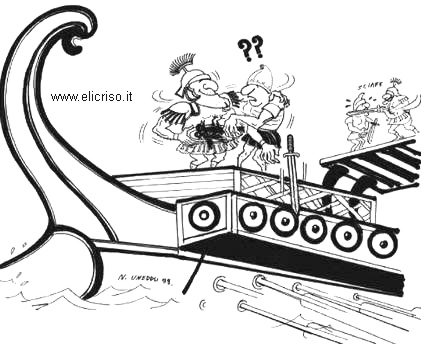 ??
SCIAFF
www.elicriso.it
N. UNEDDU 99.